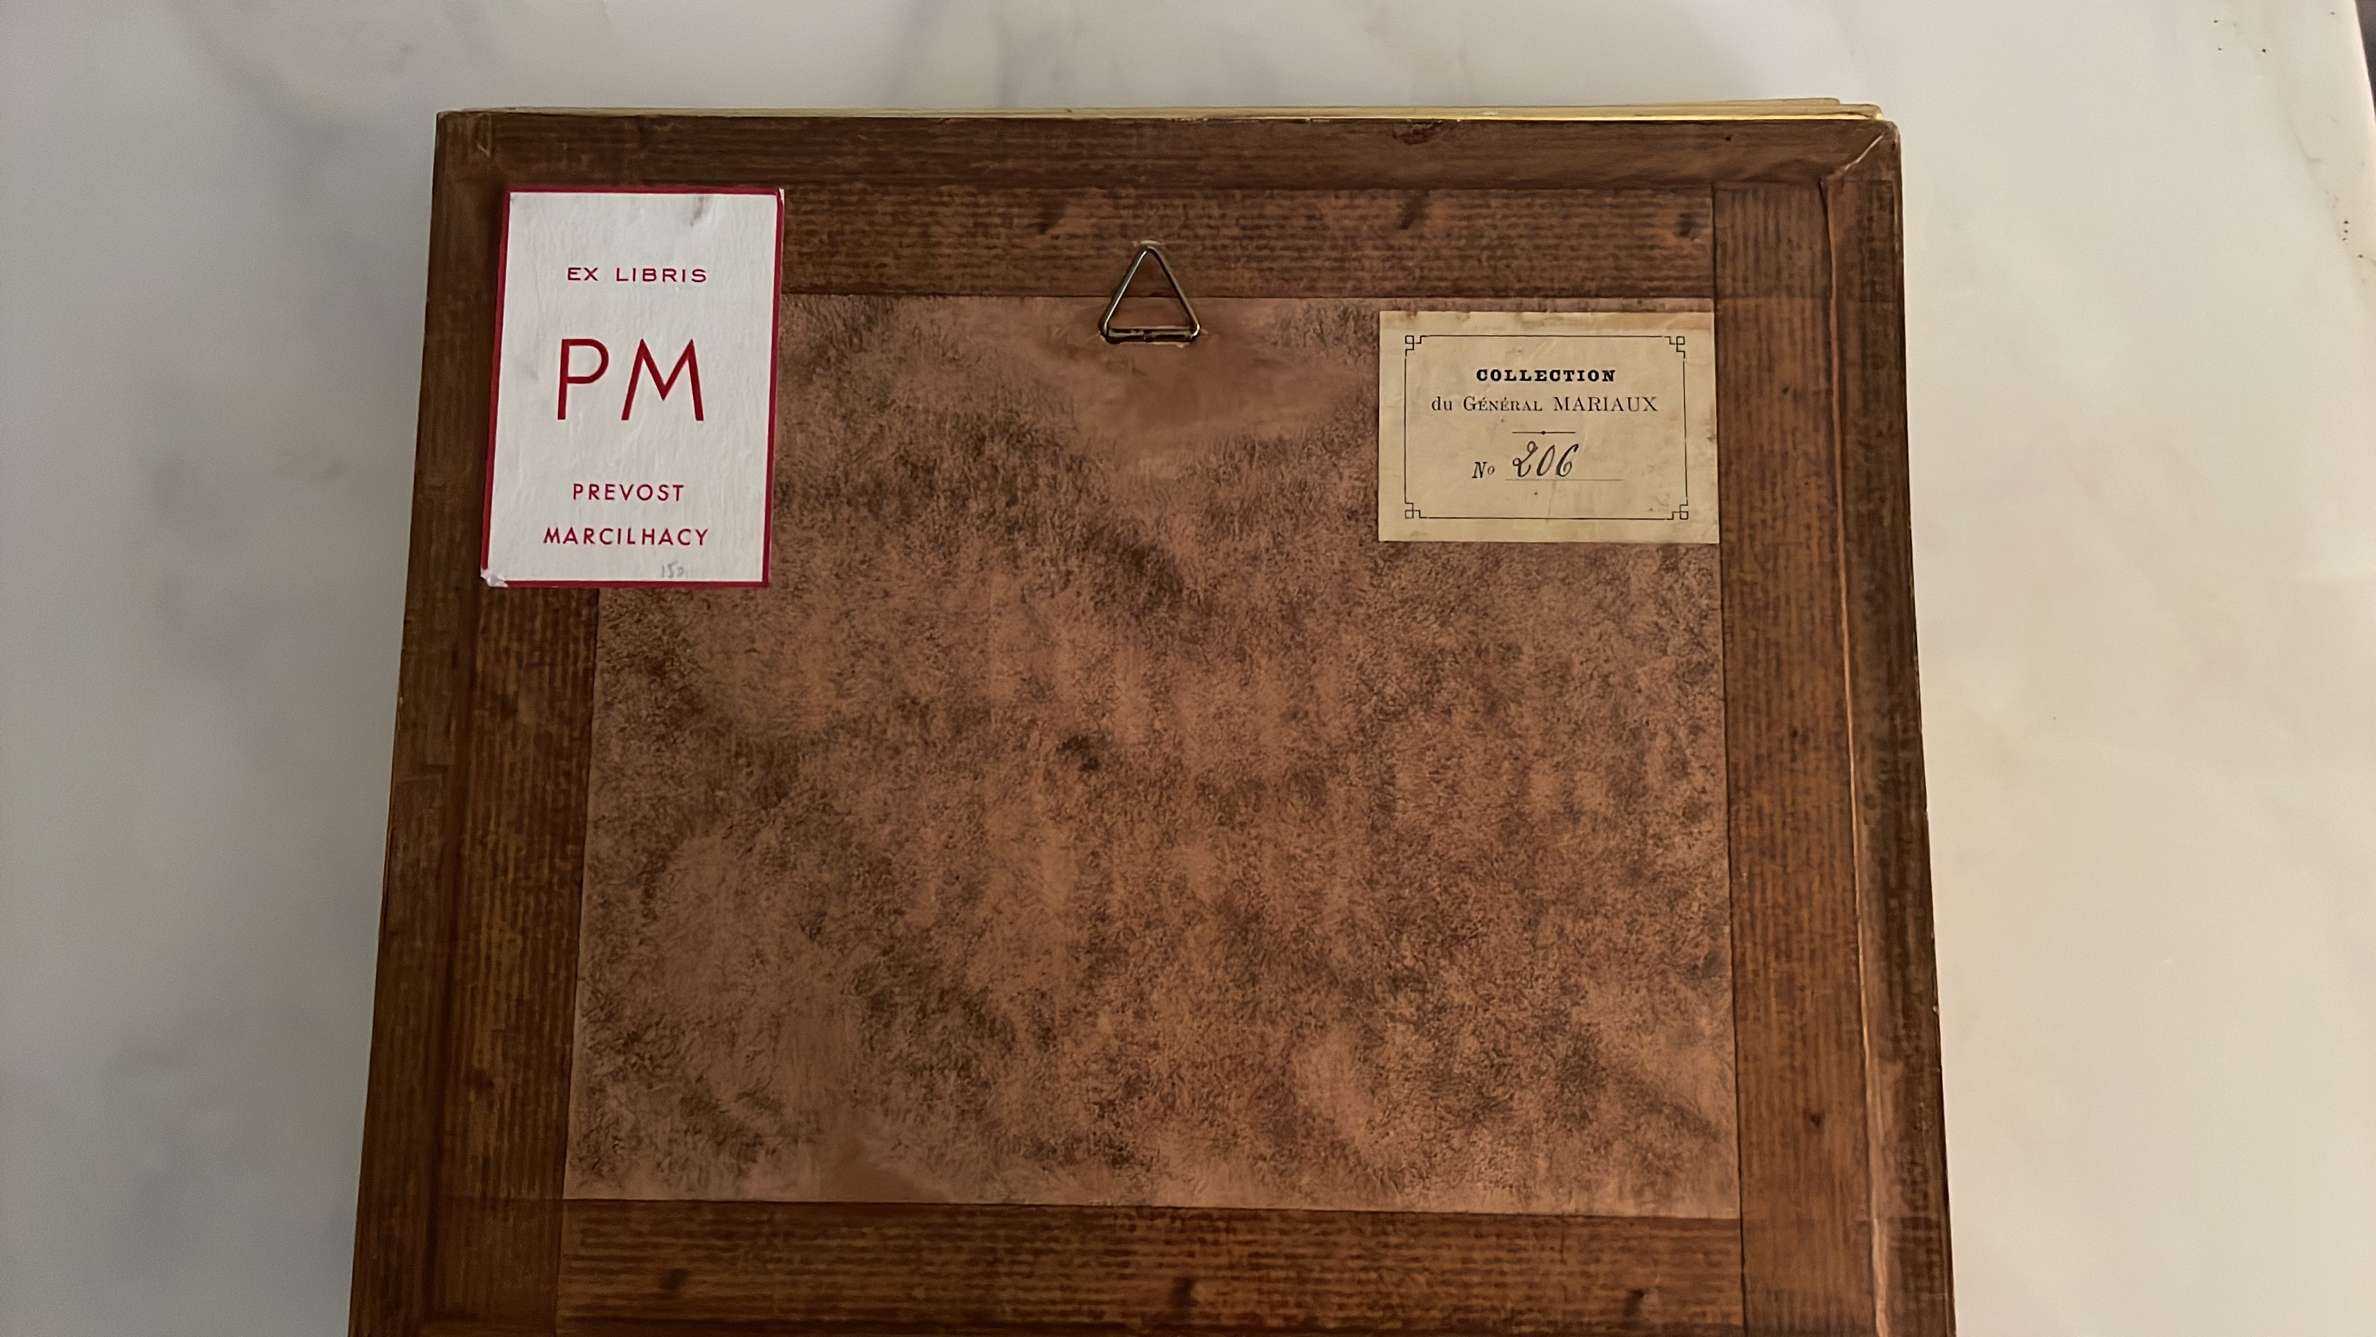 EX LIBRIS
PM
PREVOST
MARCILHACY
150
COLLECTION
du GÉNÉRAL MARIAUX
No 206